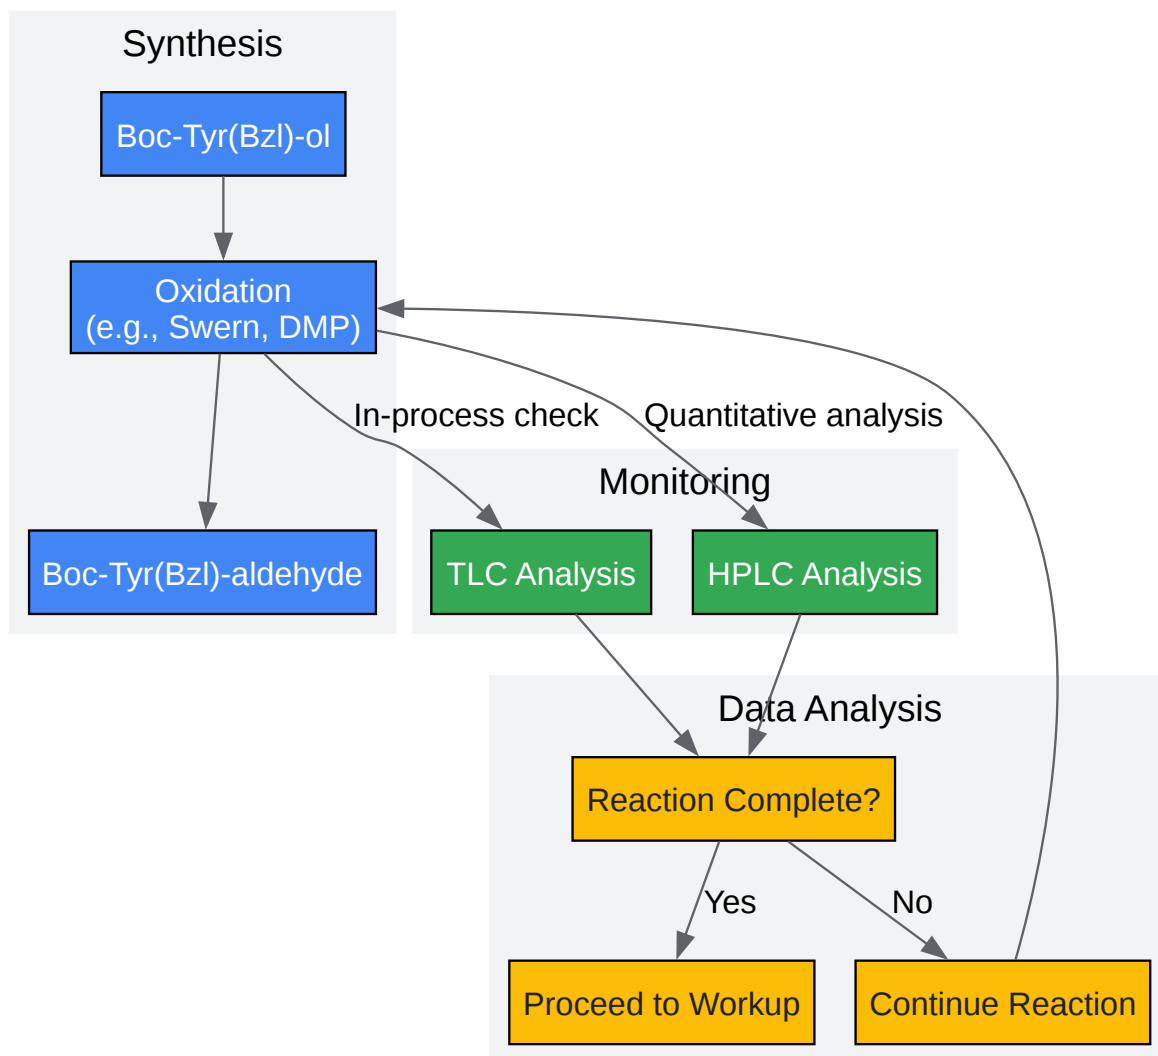 Synthesis
Boc-Tyr(Bzl)-ol
Oxidation
(e.g., Swern, DMP)
In-process check
Quantitative analysis
Monitoring
Boc-Tyr(Bzl)-aldehyde
TLC Analysis
HPLC Analysis
Data Analysis
Reaction Complete?
Yes
No
Proceed to Workup
Continue Reaction